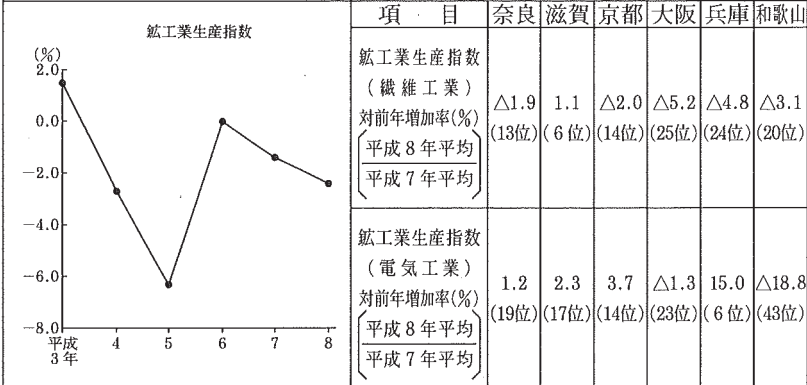 鉱工業生産指数
(%)
2.0
0.0
−2.0
−4.0
−6.0
−8.0
平成
3年 4 5 6 7 8
項 目 奈良 滋賀 京都 大阪 兵庫 和歌山
鉱工業生産指数
(繊維工業)
対前年増加率(%)
平成8年平均
平成7年平均
△1.9 1.1 △2.0 △5.2 △4.8 △3.1
(13位) (6位) (14位) (25位) (24位) (20位)
鉱工業生産指数
(電気工業)
対前年増加率(%)
平成8年平均
平成7年平均
1.2 2.3 3.7 △1.3 15.0 △18.8
(19位) (17位) (14位) (23位) (6位) (43位)